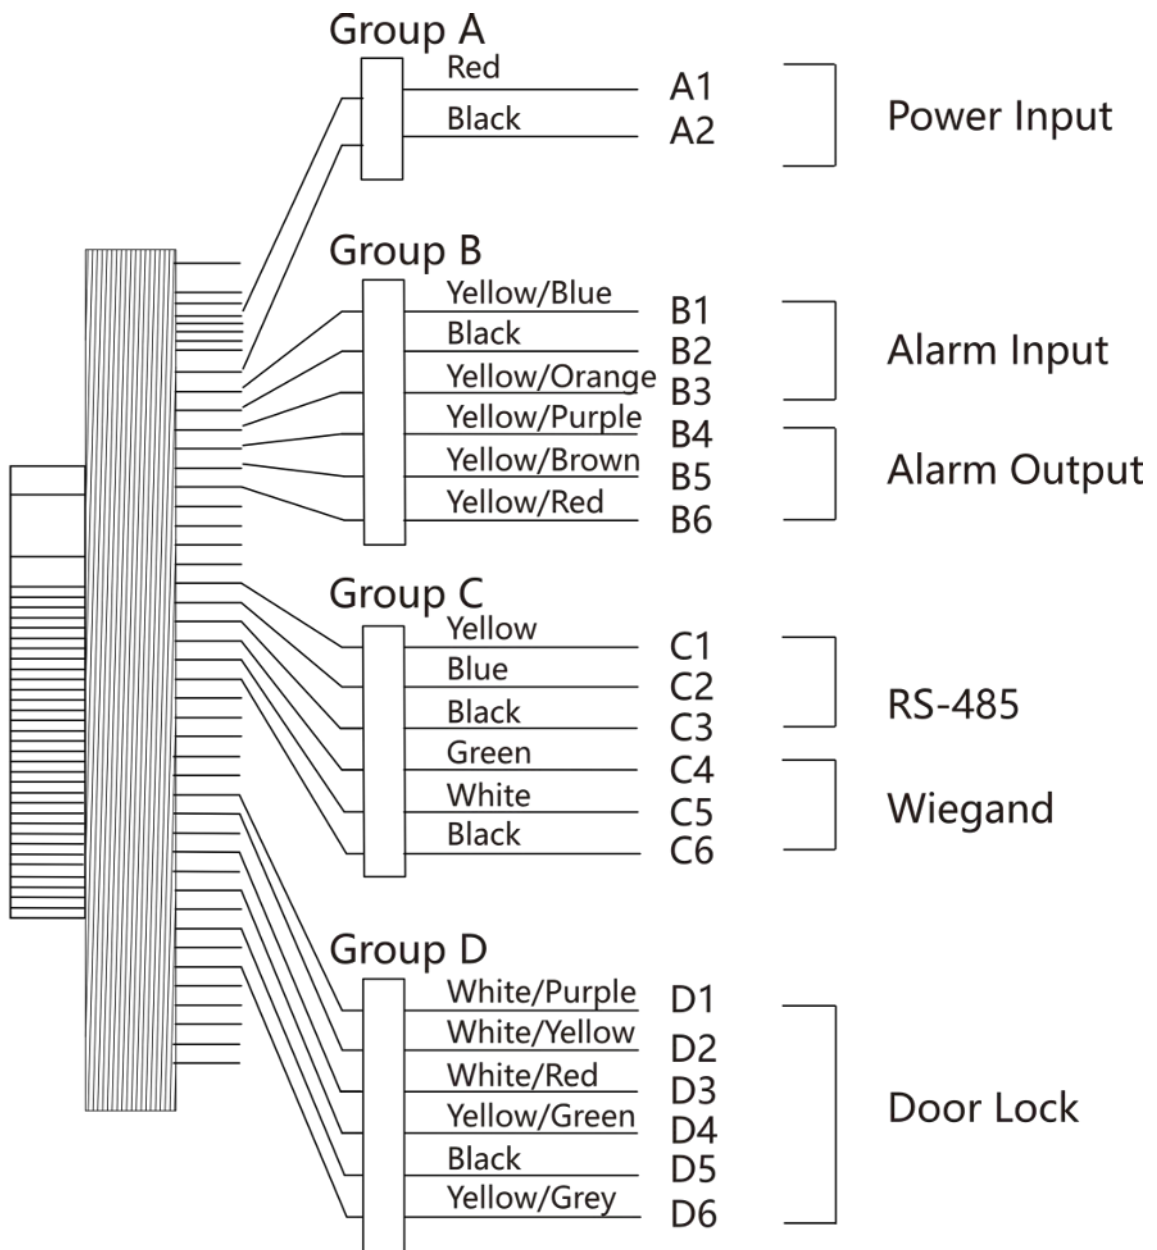 Group A
Red A1
Black A2
Power Input
Group B
Yellow/Blue B1
Black B2
Yellow/Orange B3
Alarm Input
Yellow/Purple B4
Yellow/Brown B5
Yellow/Red B6
Alarm Output
Group C
Yellow C1
Blue C2
Black C3
RS-485
Green C4
White C5
Black C6
Wiegand
Group D
White/Purple D1
White/Yellow D2
White/Red D3
Yellow/Green D4
Black D5
Yellow/Grey D6
Door Lock